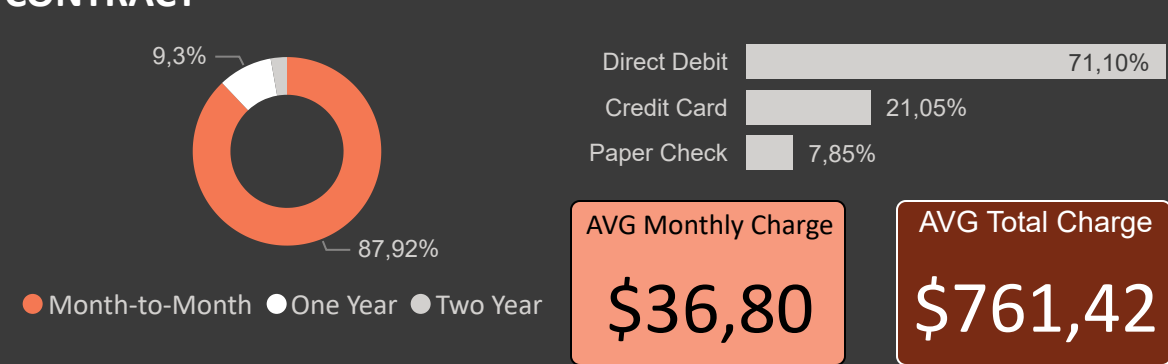 CONTRACT
9,3%
87,92%
Month-to-Month One Year Two Year
Direct Debit 71,10%
Credit Card 21,05%
Paper Check 7,85%
AVG Monthly Charge
$36,80
AVG Total Charge
$761,42